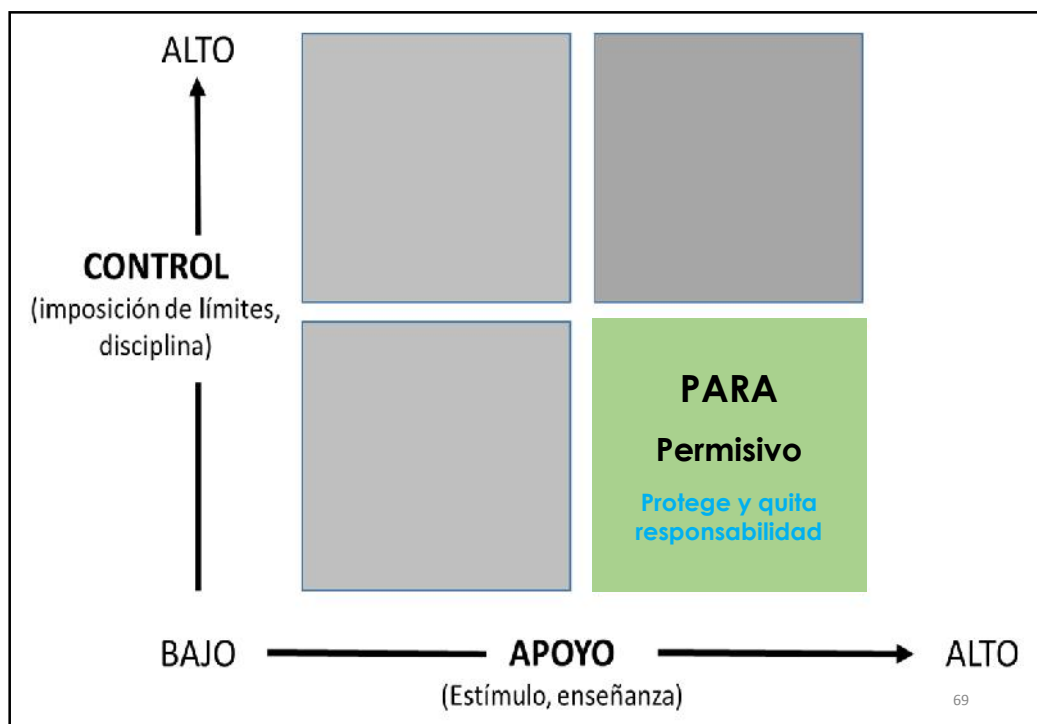 ALTO
CONTROL
(imposición de límites,
disciplina)
PARA
Permisivo
Protege y quita
responsabilidad
BAJO
APOYO
ALTO
(Estímulo, enseñanza)
69